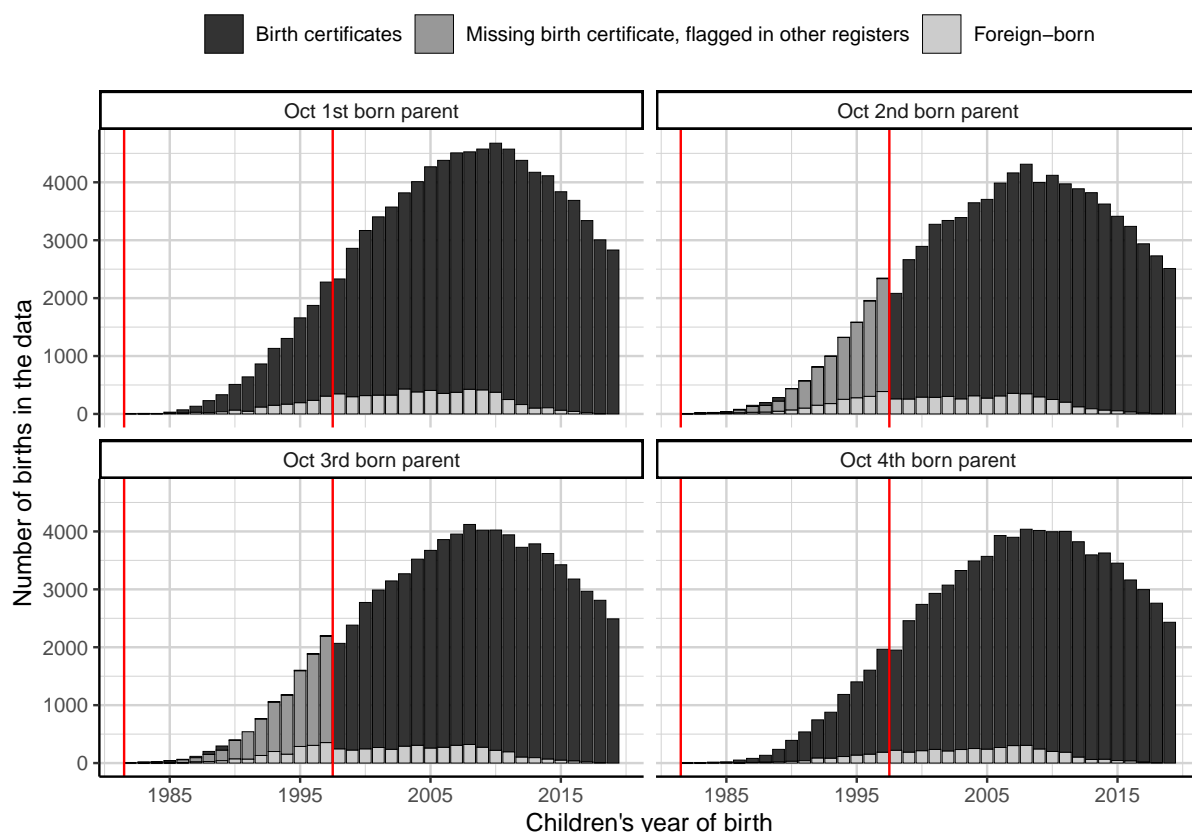 Birth certificates
Missing birth certificate, flagged in other registers
Foreign−born
Oct 1st born parent
Oct 2nd born parent
4000
3000
2000
1000
0
Oct 3rd born parent
Oct 4th born parent
4000
3000
2000
1000
0
1985
1995
2005
2015
1985
1995
2005
2015
Number of births in the data
Children's year of birth